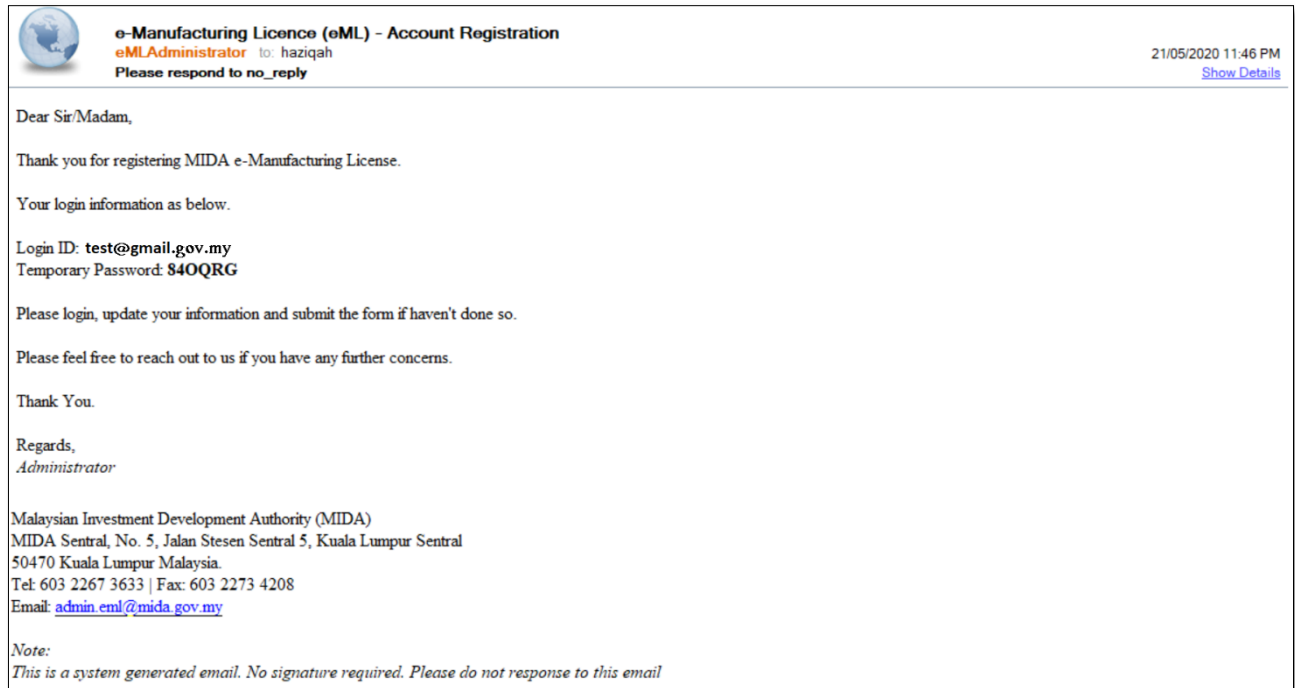 e-Manufacturing Licence (eML) - Account Registration
eMLAdministrator to: haziqah
Please respond to no_reply
21/05/2020 11:46 PM
Show Details
Dear Sir/Madam,
Thank you for registering MIDA e-Manufacturing License.
Your login information as below.
Login ID: test@gmail.gov.my
Temporary Password: 84OQRG
Please login, update your information and submit the form if haven't done so.
Please feel free to reach out to us if you have any further concerns.
Thank You.
Regards,
Administrator
Malaysian Investment Development Authority (MIDA)
MIDA Sentral, No. 5, Jalan Stesen Sentral 5, Kuala Lumpur Sentral
50470 Kuala Lumpur Malaysia.
Tel: 603 2267 3633 | Fax: 603 2273 4208
Email: admin.eml@mida.gov.my
Note:
This is a system generated email. No signature required. Please do not response to this email